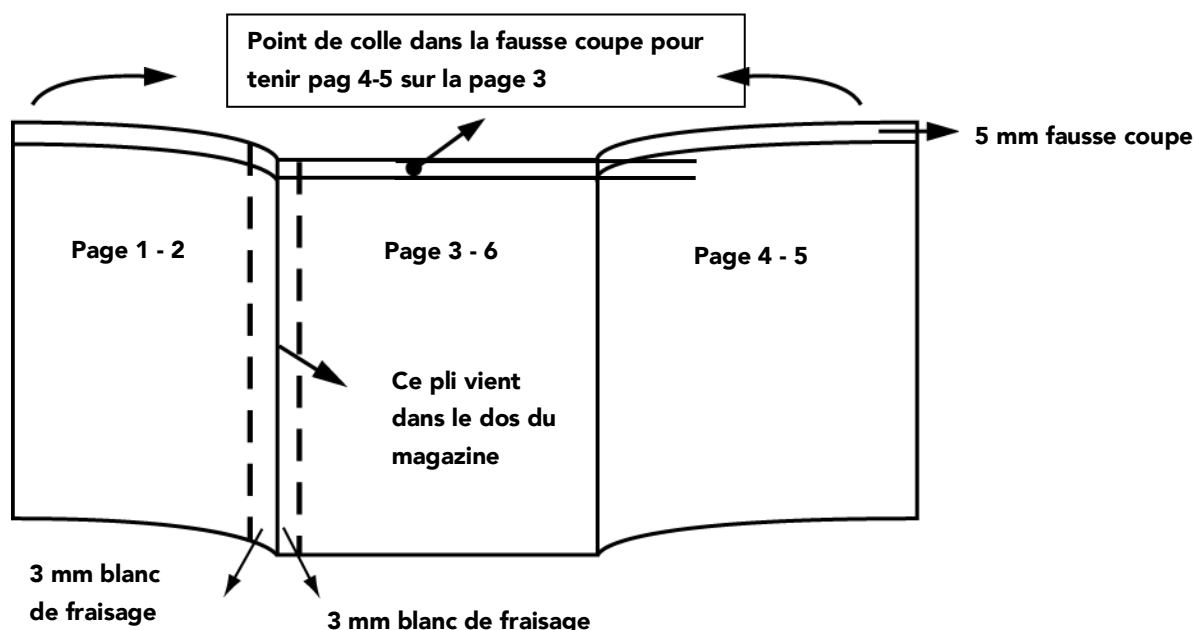 Point de colle dans la fausse coupe pour
tenir pag 4-5 sur la page 3
5 mm fausse coupe
Page 1 - 2
Page 3 - 6
Page 4 - 5
Ce pli vient
dans le dos du
magazine
3 mm blanc
de fraisage
3 mm blanc de fraisage